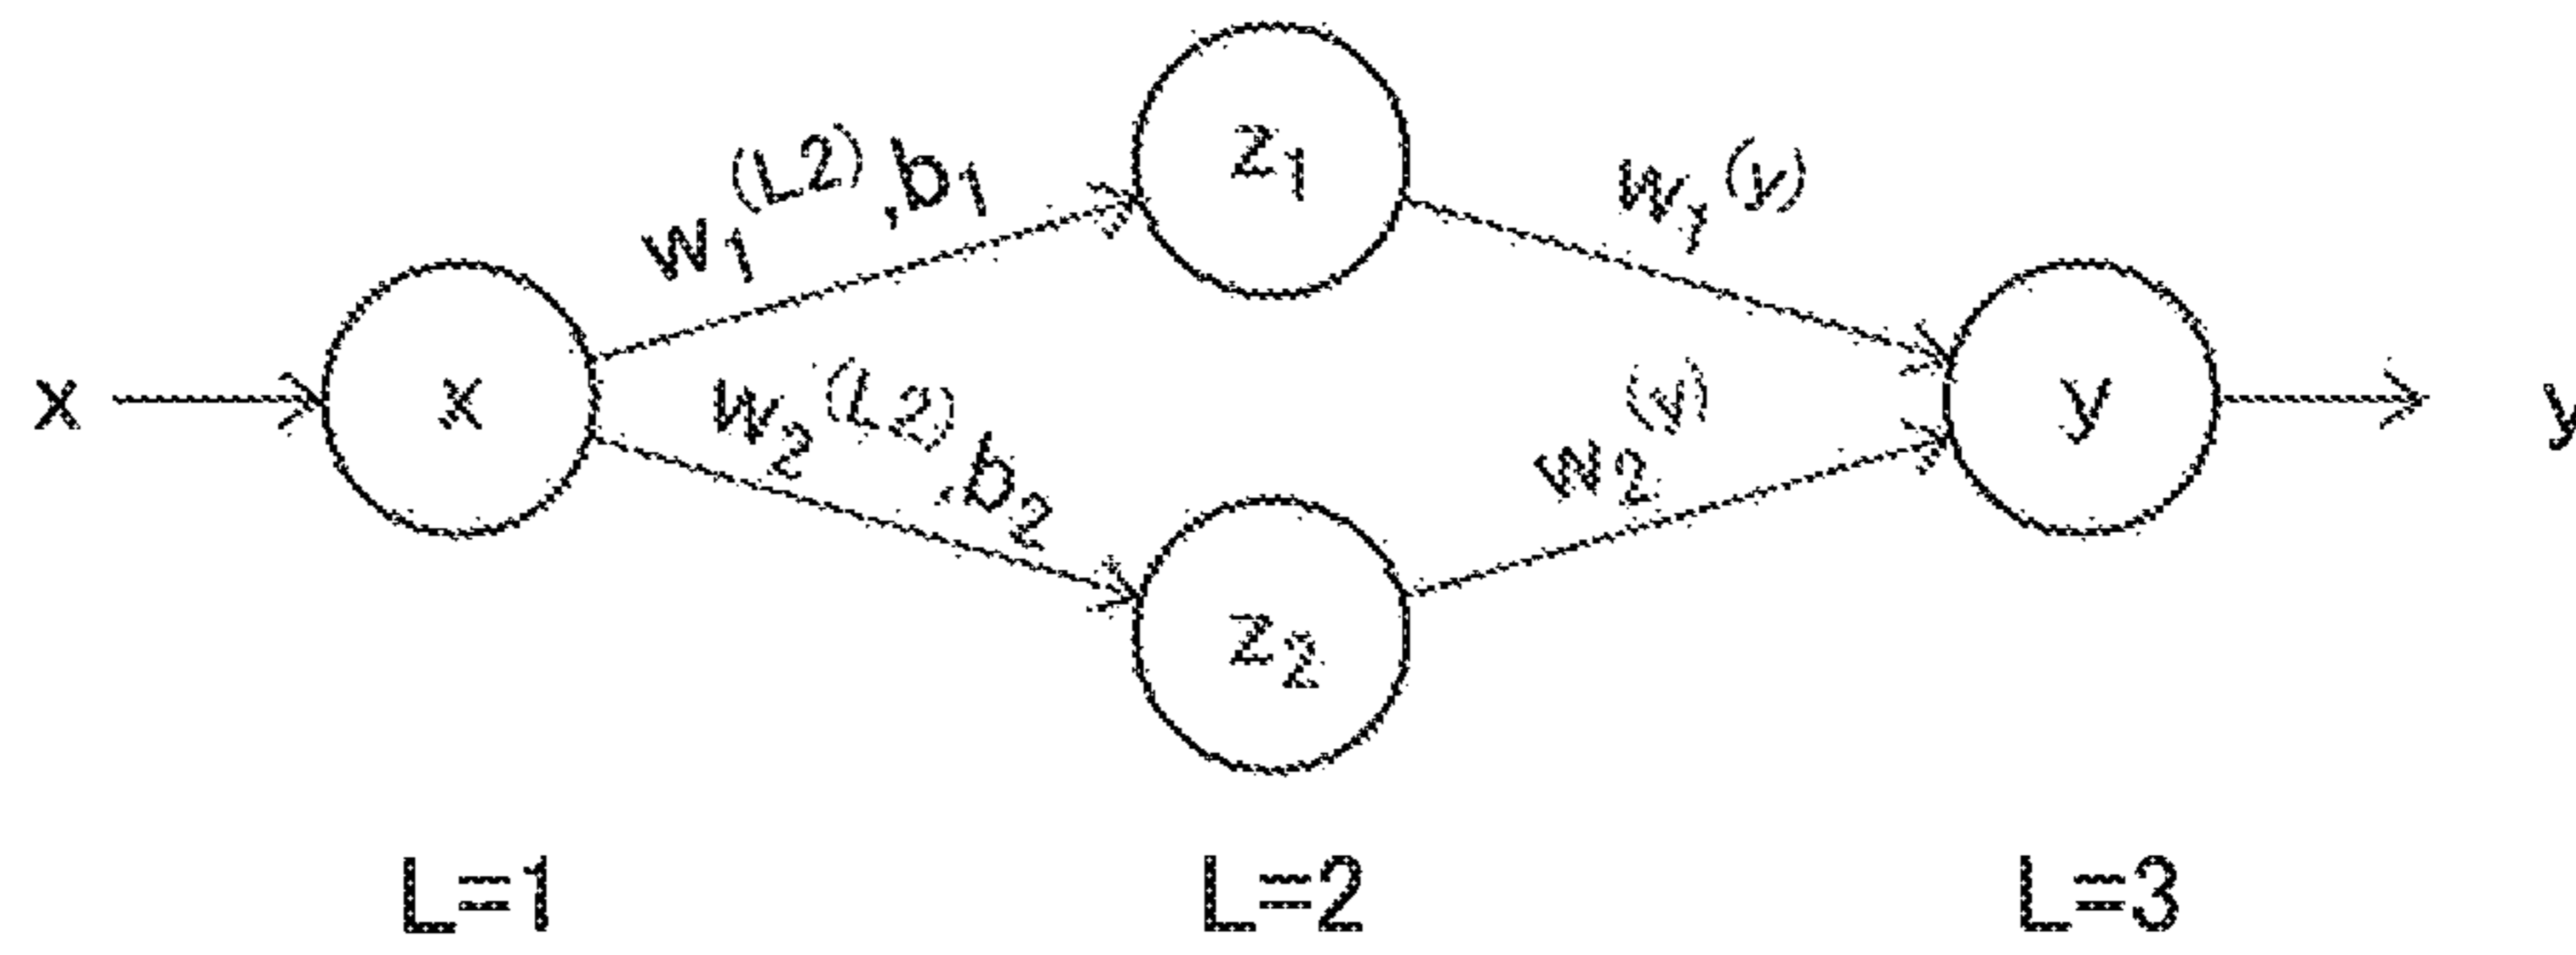 z₁
w₁⁽ᴸ²⁾,b₁
w₁⁽ʸ⁾
x
x
w₂⁽ᴸ²⁾,b₂
w₂⁽ʸ⁾
y
y
z₂
L=1
L=2
L=3